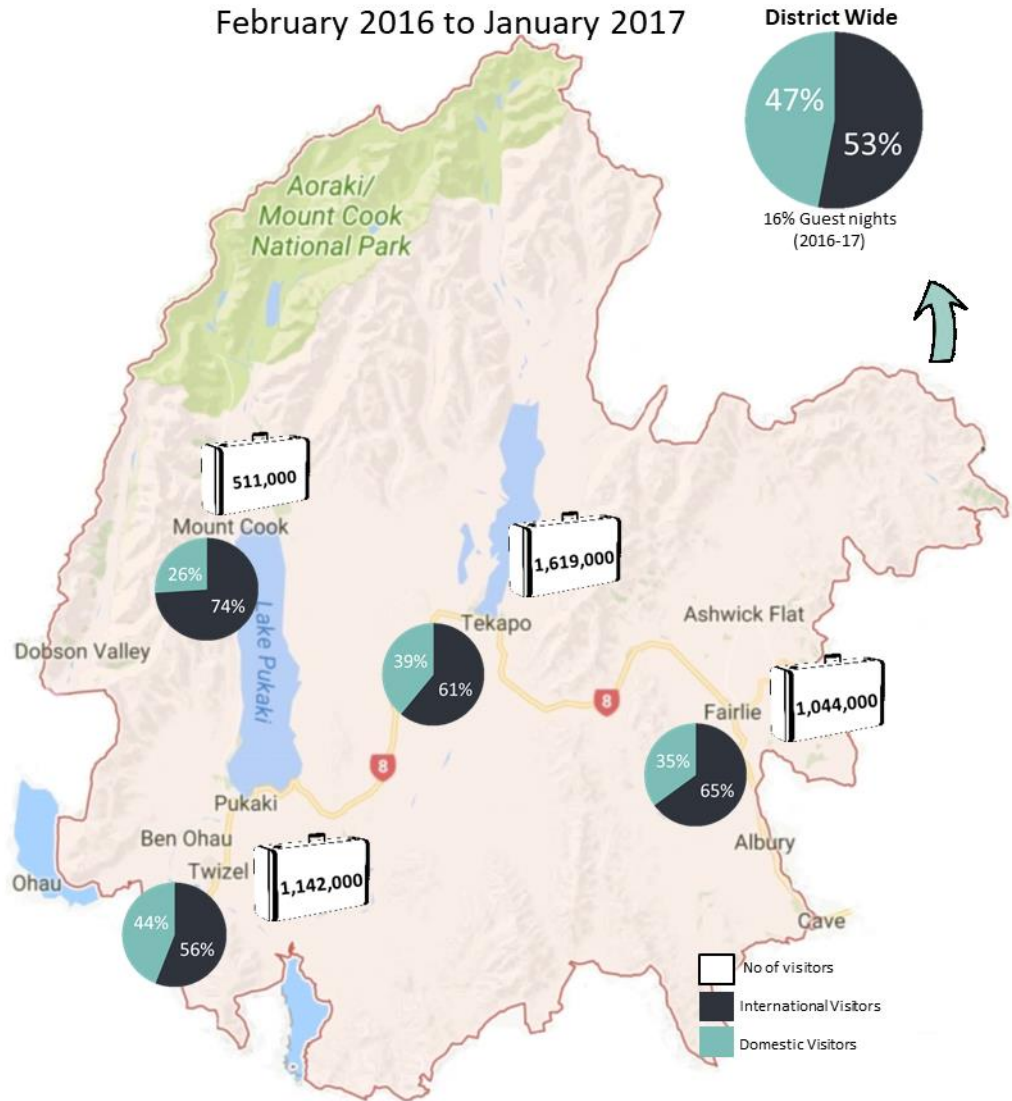 February 2016 to January 2017
District Wide
47%
53%
16% Guest nights
(2016-17)
Aoraki/
Mount Cook
National Park
511,000
Mount Cook
26%
74%
Lake Pukaki
Dobson Valley
1,619,000
Tekapo
39%
61%
Ashwick Flat
8
1,044,000
Fairlie
35%
65%
8
Pukaki
Ben Ohau
Twizel
Ohau
1,142,000
44%
56%
Albury
Cave
No of visitors
International Visitors
Domestic Visitors